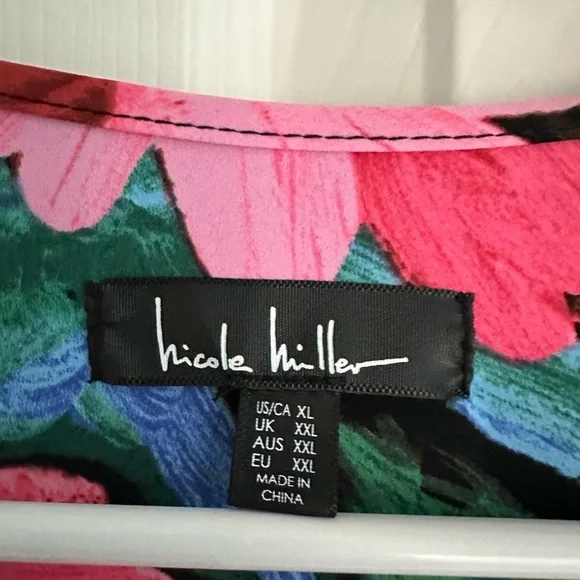 nicole miller
US/CA XL
UK XXL
AUS XXL
EU XXL
MADE IN
CHINA